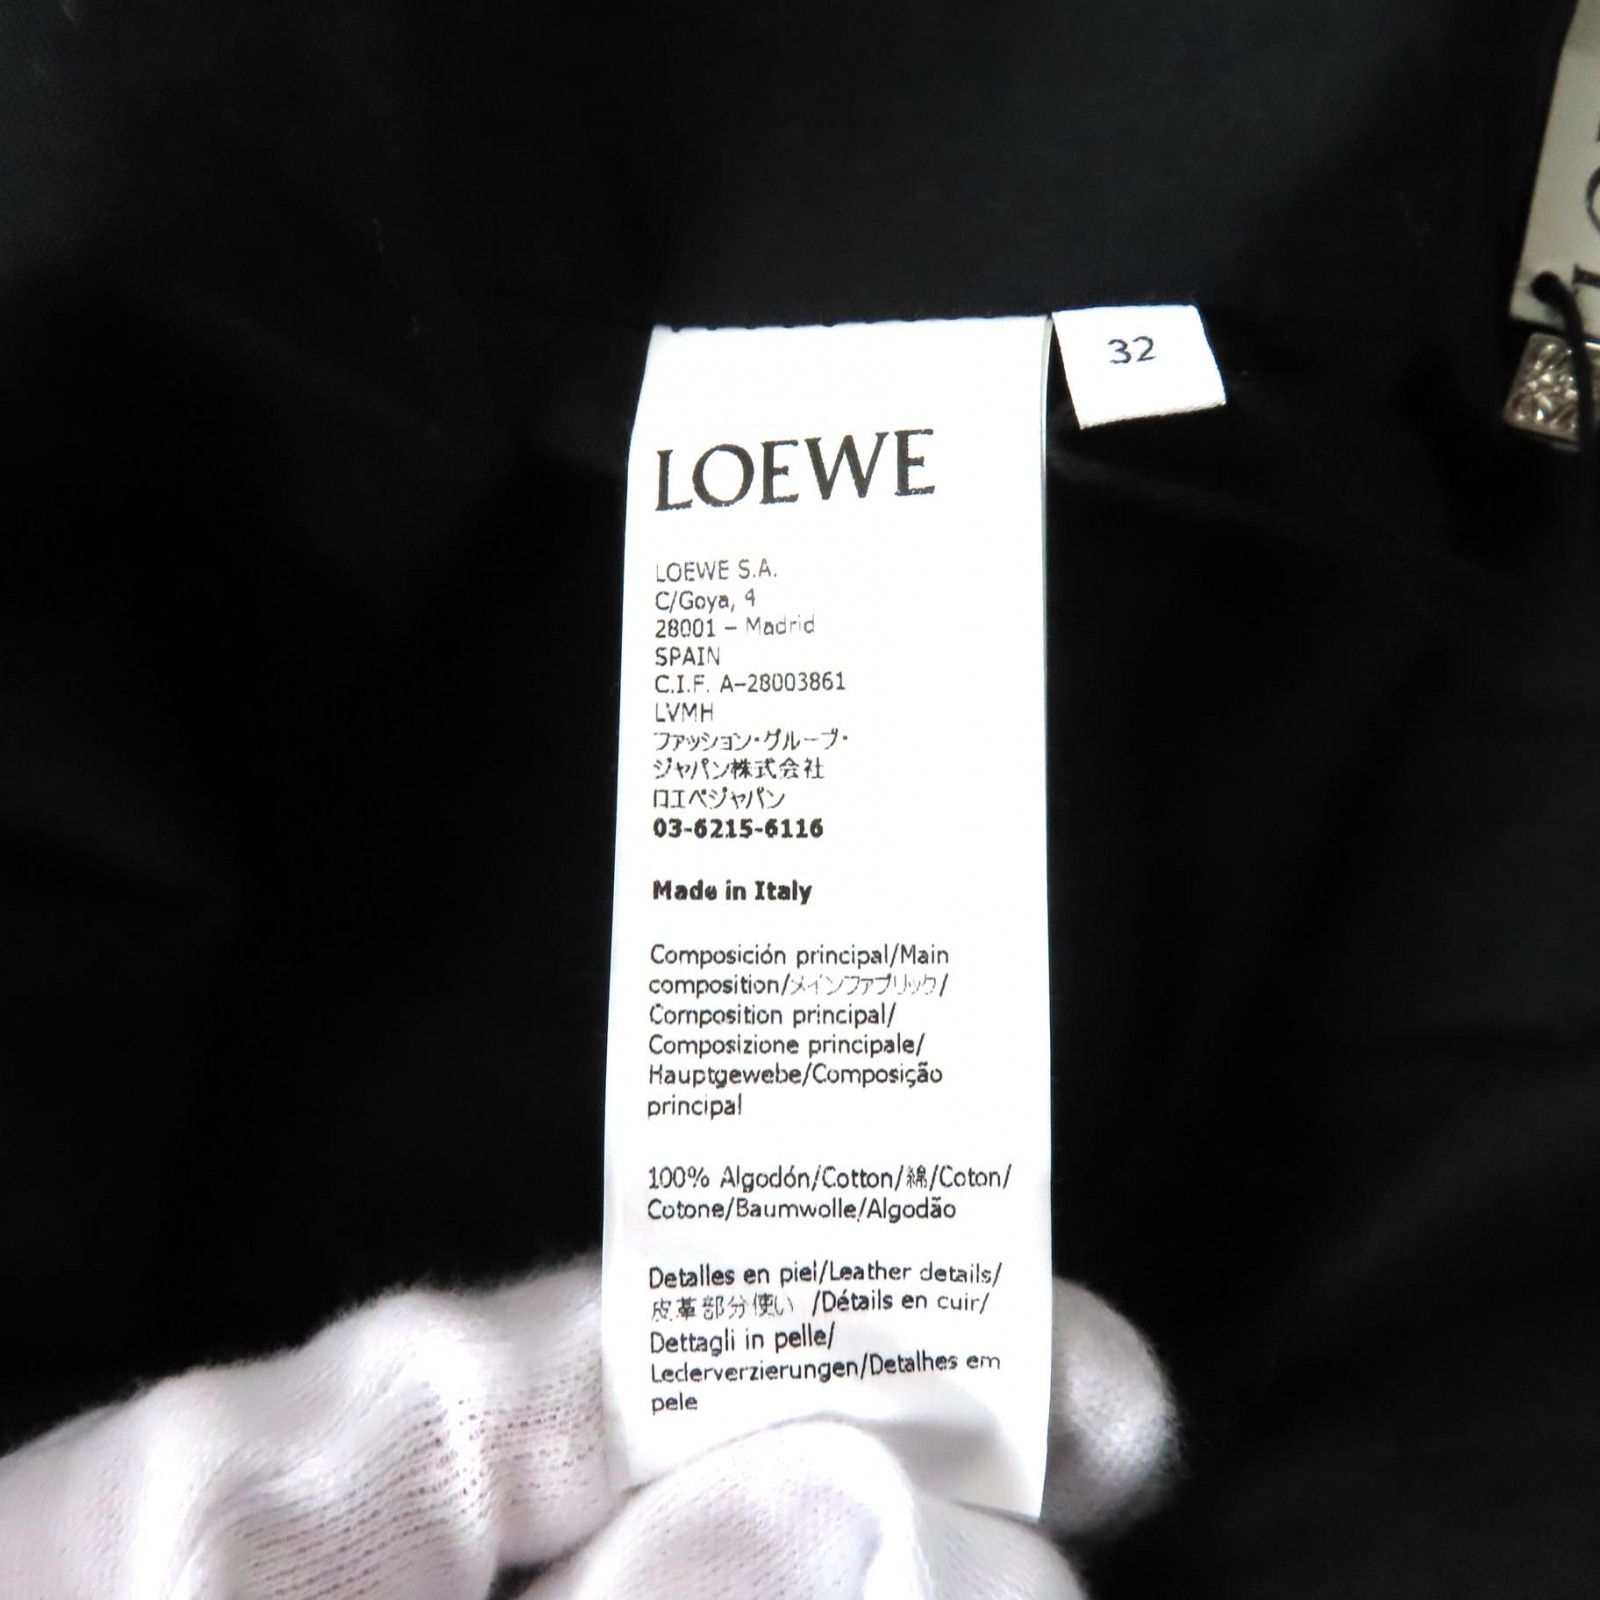 32
LOEWE
LOEWE S.A.
C/Goya, 4
28001 – Madrid
SPAIN
C.I.F. A-28003861
LVMH
ファッション・グループ・
ジャパン株式会社
ロエベジャパン
03-6215-6116
Made in Italy
Composición principal/Main
composition/メインファブリック/
Composition principal/
Composizione principale/
Hauptgewebe/Composição
principal
100% Algodón/Cotton/綿/Coton/
Cotone/Baumwolle/Algodão
Detalles en piel/Leather details/
皮革部分使い /Détails en cuir/
Dettagli in pelle/
Lederverzierungen/Detalhes em
pele